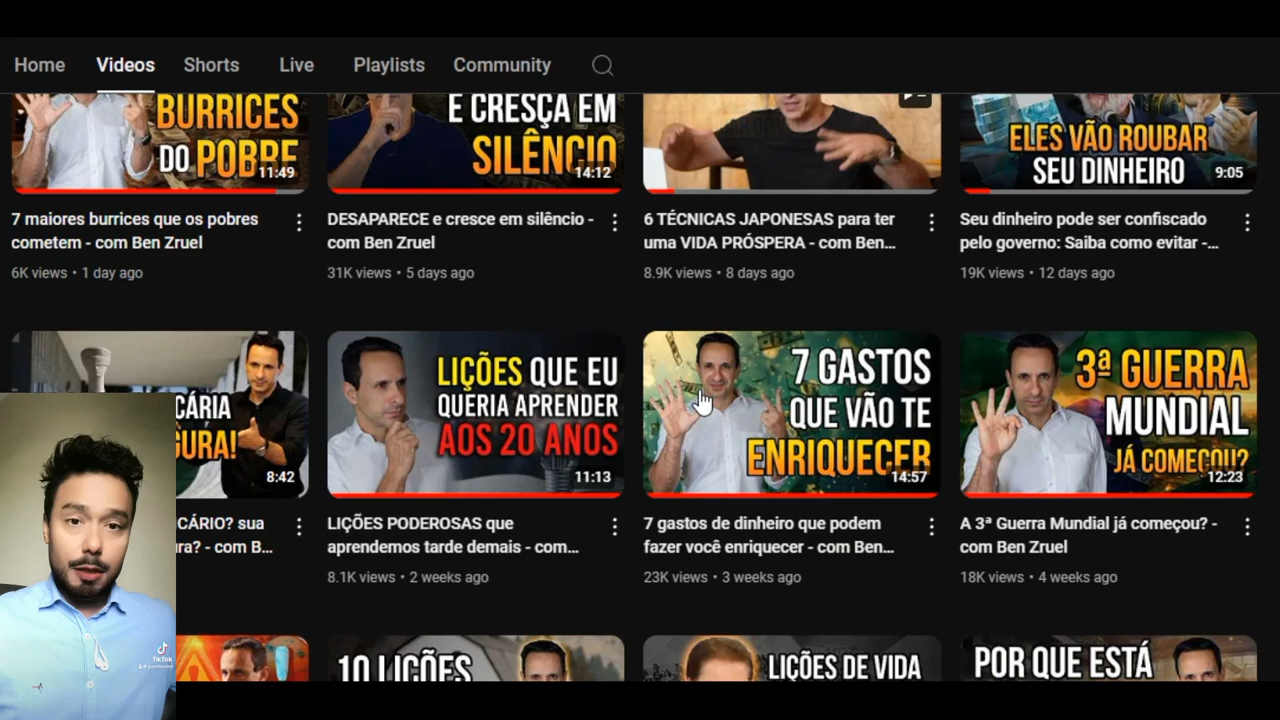 Home Videos Shorts Live Playlists Community
BURRICES
DO POBRE
11:49
E CRESÇA EM
SILÊNCIO
14:12
ELES VÃO ROUBAR
SEU DINHEIRO
9:05
7 maiores burrices que os pobres
cometem - com Ben Zruel
6K views • 1 day ago
DESAPARECE e cresce em silêncio -
com Ben Zruel
31K views • 5 days ago
6 TÉCNICAS JAPONESAS para ter
uma VIDA PRÓSPERA - com Ben...
8.9K views • 8 days ago
Seu dinheiro pode ser confiscado
pelo governo: Saiba como evitar -...
19K views • 12 days ago
CÁRIA
GURA!
8:42
LIÇÕES QUE EU
QUERIA APRENDER
AOS 20 ANOS
11:13
7 GASTOS
QUE VÃO TE
ENRIQUECER
14:57
3ª GUERRA
MUNDIAL
JÁ COMEÇOU?
12:23
CÁRIO? sua
ura? - com B...
LIÇÕES PODEROSAS que
aprendemos tarde demais - com...
8.1K views • 2 weeks ago
7 gastos de dinheiro que podem
fazer você enriquecer - com Ben...
23K views • 3 weeks ago
A 3ª Guerra Mundial já começou? -
com Ben Zruel
18K views • 4 weeks ago
10 LIÇÕES
LIÇÕES DE VIDA
POR QUE ESTÁ
TikTok